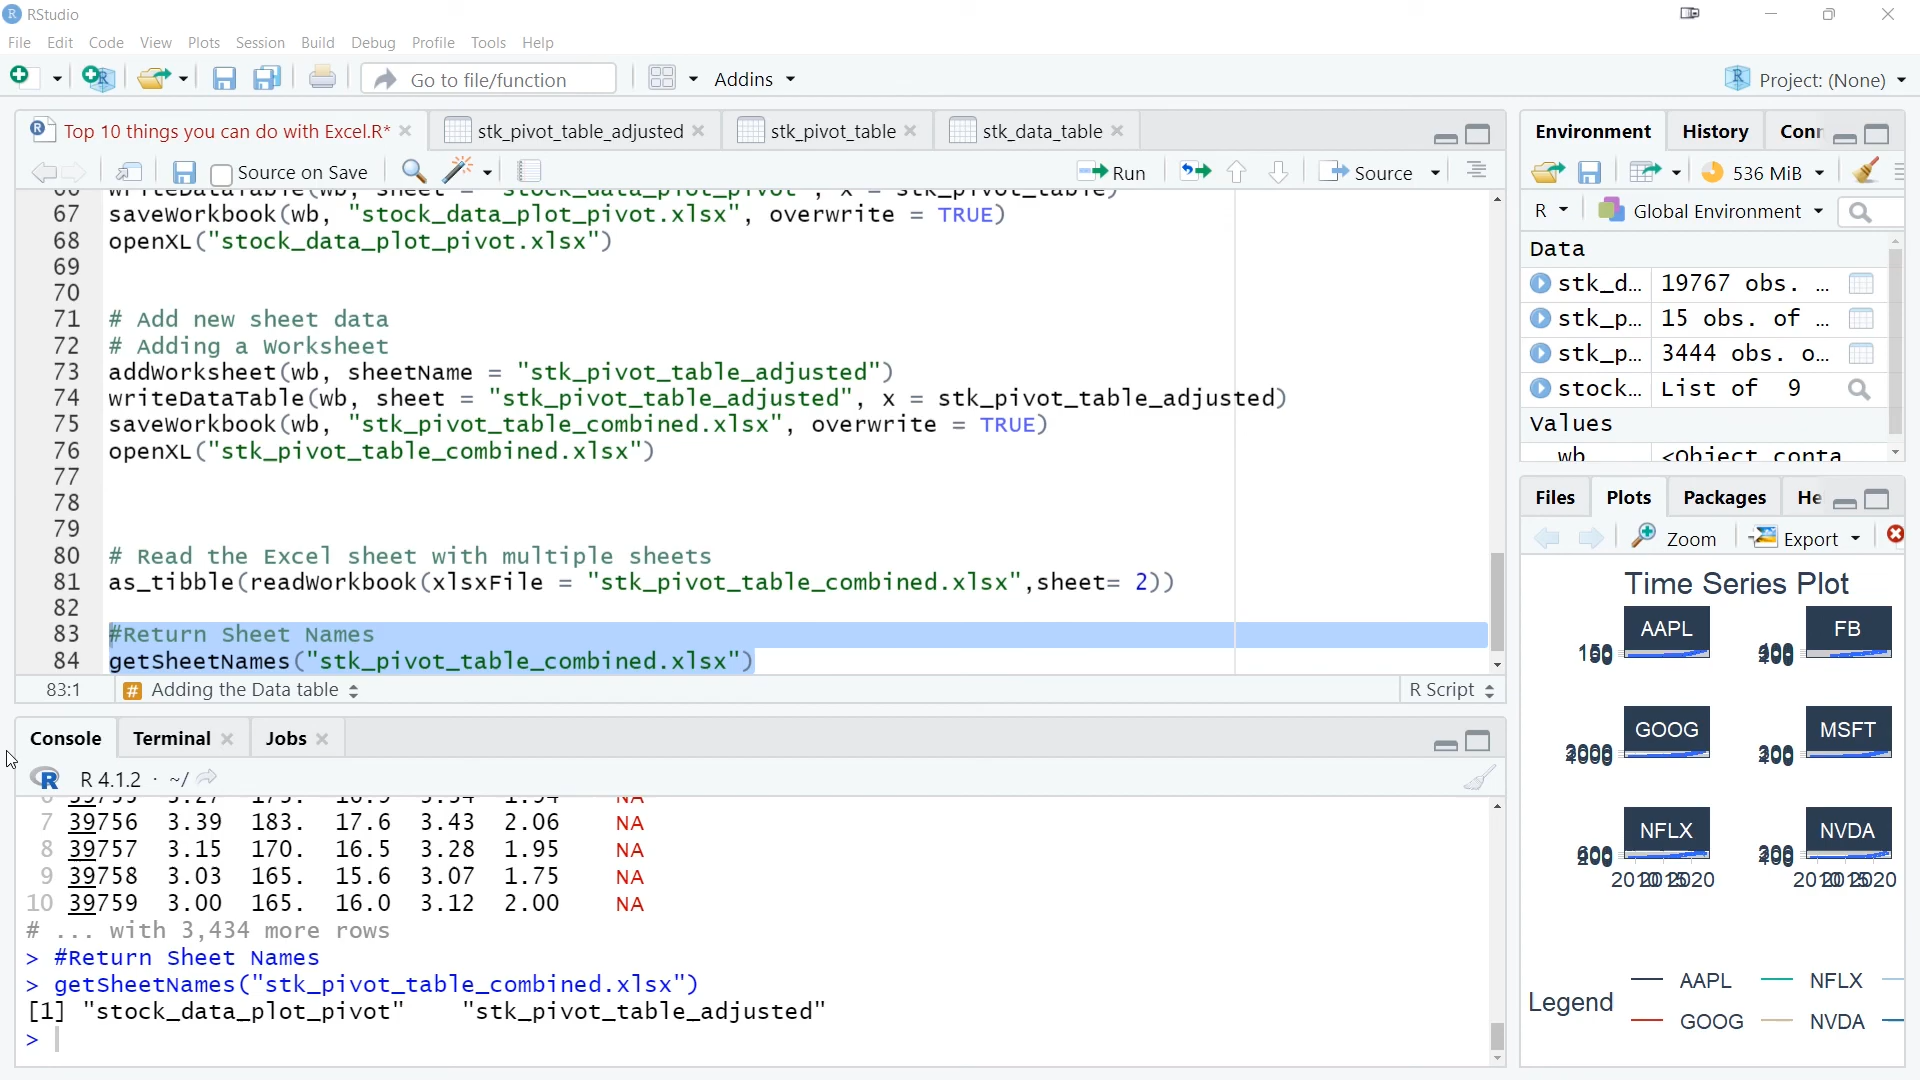 RStudio
File Edit Code View Plots Session Build Debug Profile Tools Help
Go to file/function Addins Project: (None)
Top 10 things you can do with Excel.R* stk_pivot_table_adjusted stk_pivot_table stk_data_table
Source on Save Run Source
67 saveWorkbook(wb, "stock_data_plot_pivot.xlsx", overwrite = TRUE)
68 openXL("stock_data_plot_pivot.xlsx")
69
70
71 # Add new sheet data
72 # Adding a Worksheet
73 addWorksheet(wb, sheetName = "stk_pivot_table_adjusted")
74 writeDataTable(wb, sheet = "stk_pivot_table_adjusted", x = stk_pivot_table_adjusted)
75 saveWorkbook(wb, "stk_pivot_table_combined.xlsx", overwrite = TRUE)
76 openXL("stk_pivot_table_combined.xlsx")
77
78
79
80 # Read the Excel sheet with multiple sheets
81 as_tibble(readWorkbook(xlsxFile = "stk_pivot_table_combined.xlsx",sheet= 2))
82
83 #Return Sheet Names
84 getSheetNames("stk_pivot_table_combined.xlsx")
83:1 # Adding the Data table R Script
Console Terminal Jobs
R 4.1.2 · ~/
7 39756 3.39 183. 17.6 3.43 2.06 NA
8 39757 3.15 170. 16.5 3.28 1.95 NA
9 39758 3.03 165. 15.6 3.07 1.75 NA
10 39759 3.00 165. 16.0 3.12 2.00 NA
# ... with 3,434 more rows
> #Return Sheet Names
> getSheetNames("stk_pivot_table_combined.xlsx")
[1] "stock_data_plot_pivot" "stk_pivot_table_adjusted"
>
Environment History Conn
536 MiB
R Global Environment
Data
stk_d... 19767 obs. ...
stk_p... 15 obs. of ...
stk_p... 3444 obs. o...
stock... List of 9
Values
wb <Object conta
Files Plots Packages He
Zoom Export
Time Series Plot
AAPL FB
GOOG MSFT
NFLX NVDA
Legend
AAPL NFLX
GOOG NVDA